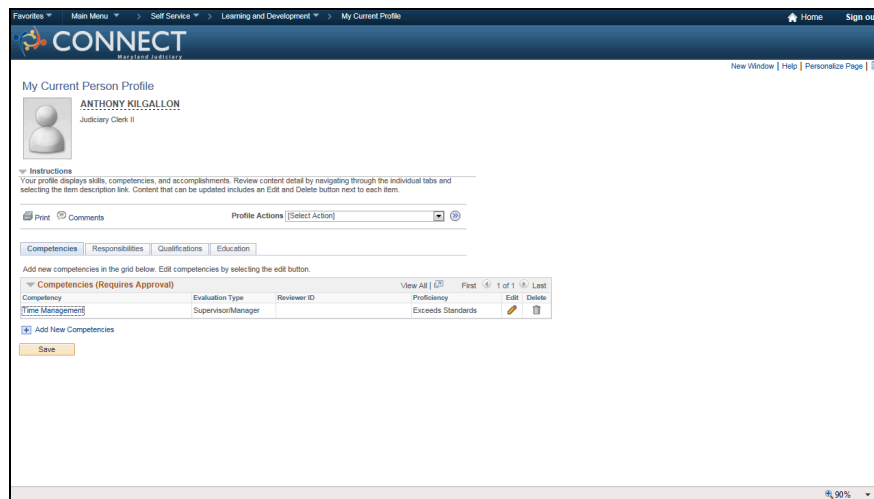 Favorites Main Menu > Self Service > Learning and Development > My Current Profile Home Sign ou
CONNECT
Maryland Judiciary
New Window | Help | Personalize Page |
My Current Person Profile
ANTHONY KILGALLON
Judiciary Clerk II
Instructions
Your profile displays skills, competencies, and accomplishments. Review content detail by navigating through the individual tabs and
selecting the item description link. Content that can be updated includes an Edit and Delete button next to each item.
Print Comments Profile Actions [Select Action]
Competencies Responsibilities Qualifications Education
Add new competencies in the grid below. Edit competencies by selecting the edit button.
Competencies (Requires Approval) View All | First 1 of 1 Last
Competency Evaluation Type Reviewer ID Proficiency Edit Delete
Time Management Supervisor/Manager Exceeds Standards
Add New Competencies
Save
90%